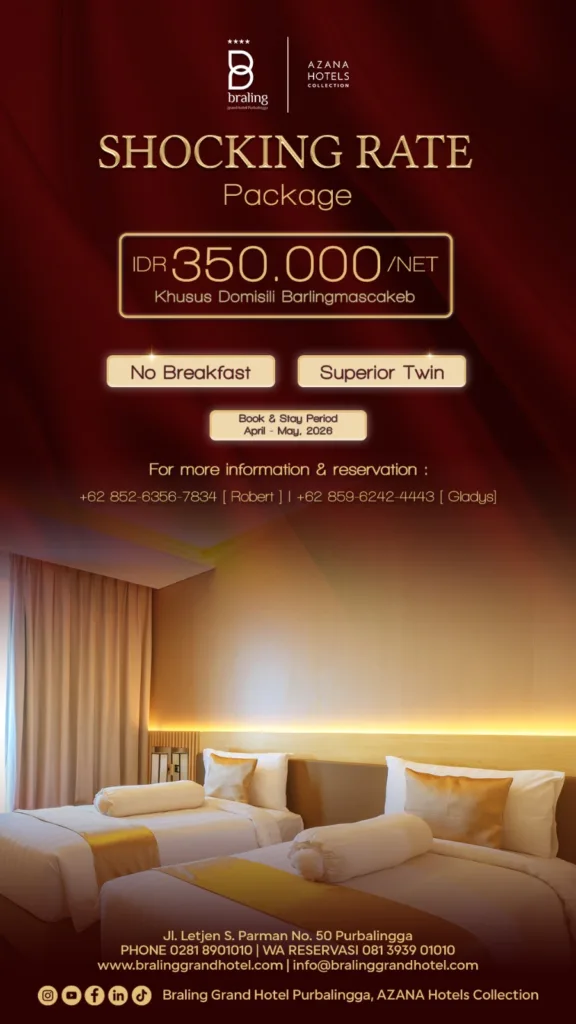 braling
AZANA
HOTELS
COLLECTION
SHOCKING RATE
Package
IDR 350.000 /NET
Khusus Domisili Barlingmascakeb
No Breakfast
Superior Twin
Book & Stay Period
April - May, 2026
For more information & reservation :
+62 852-6356-7834 [ Robert ] | +62 859-6242-4443 [ Gladys]
Jl. Letjen S. Parman No. 50 Purbalingga
PHONE 0281 8901010 | WA RESERVASI 081 3939 01010
www.bralinggrandhotel.com | info@bralinggrandhotel.com
Braling Grand Hotel Purbalingga, AZANA Hotels Collection